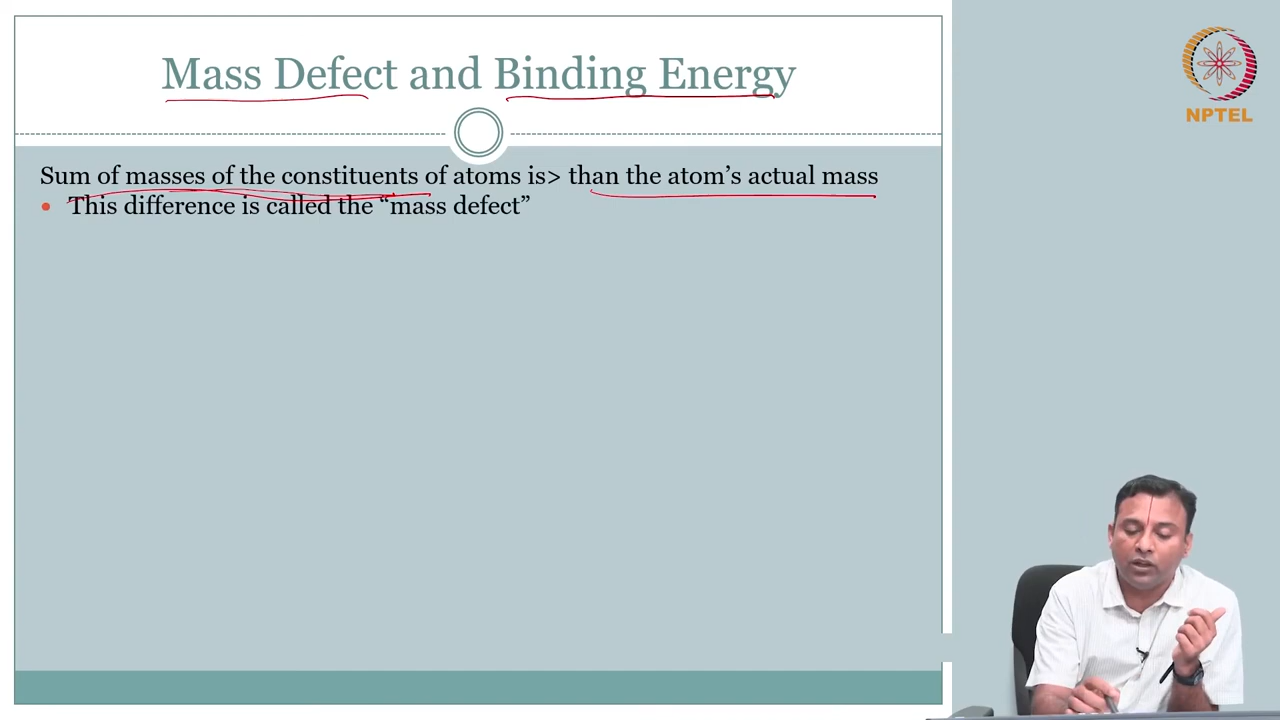 Mass Defect and Binding Energy
NPTEL
Sum of masses of the constituents of atoms is> than the atom’s actual mass
• This difference is called the “mass defect”